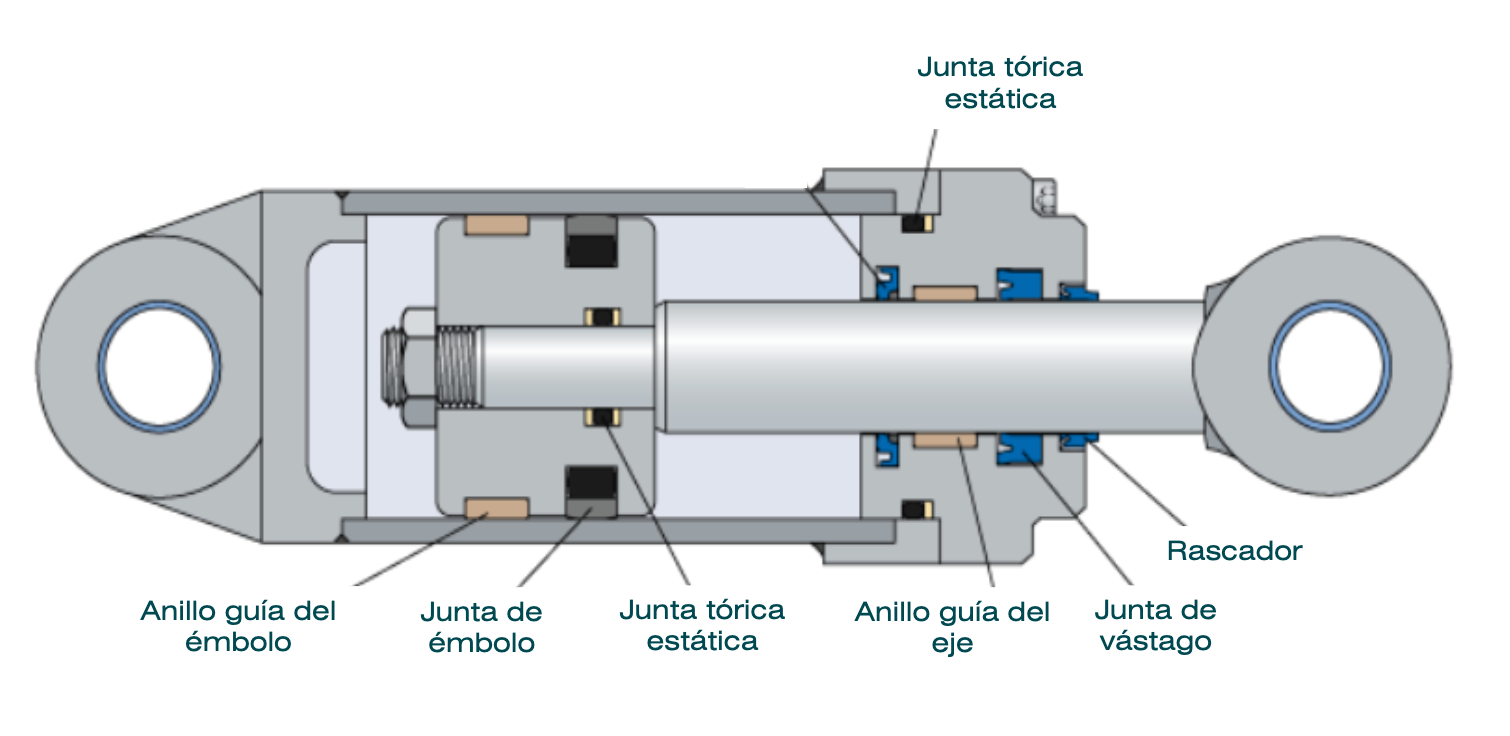 Junta tórica
estática
Rascador
Anillo guía del
émbolo
Junta de
émbolo
Junta tórica
estática
Anillo guía del
eje
Junta de
vástago